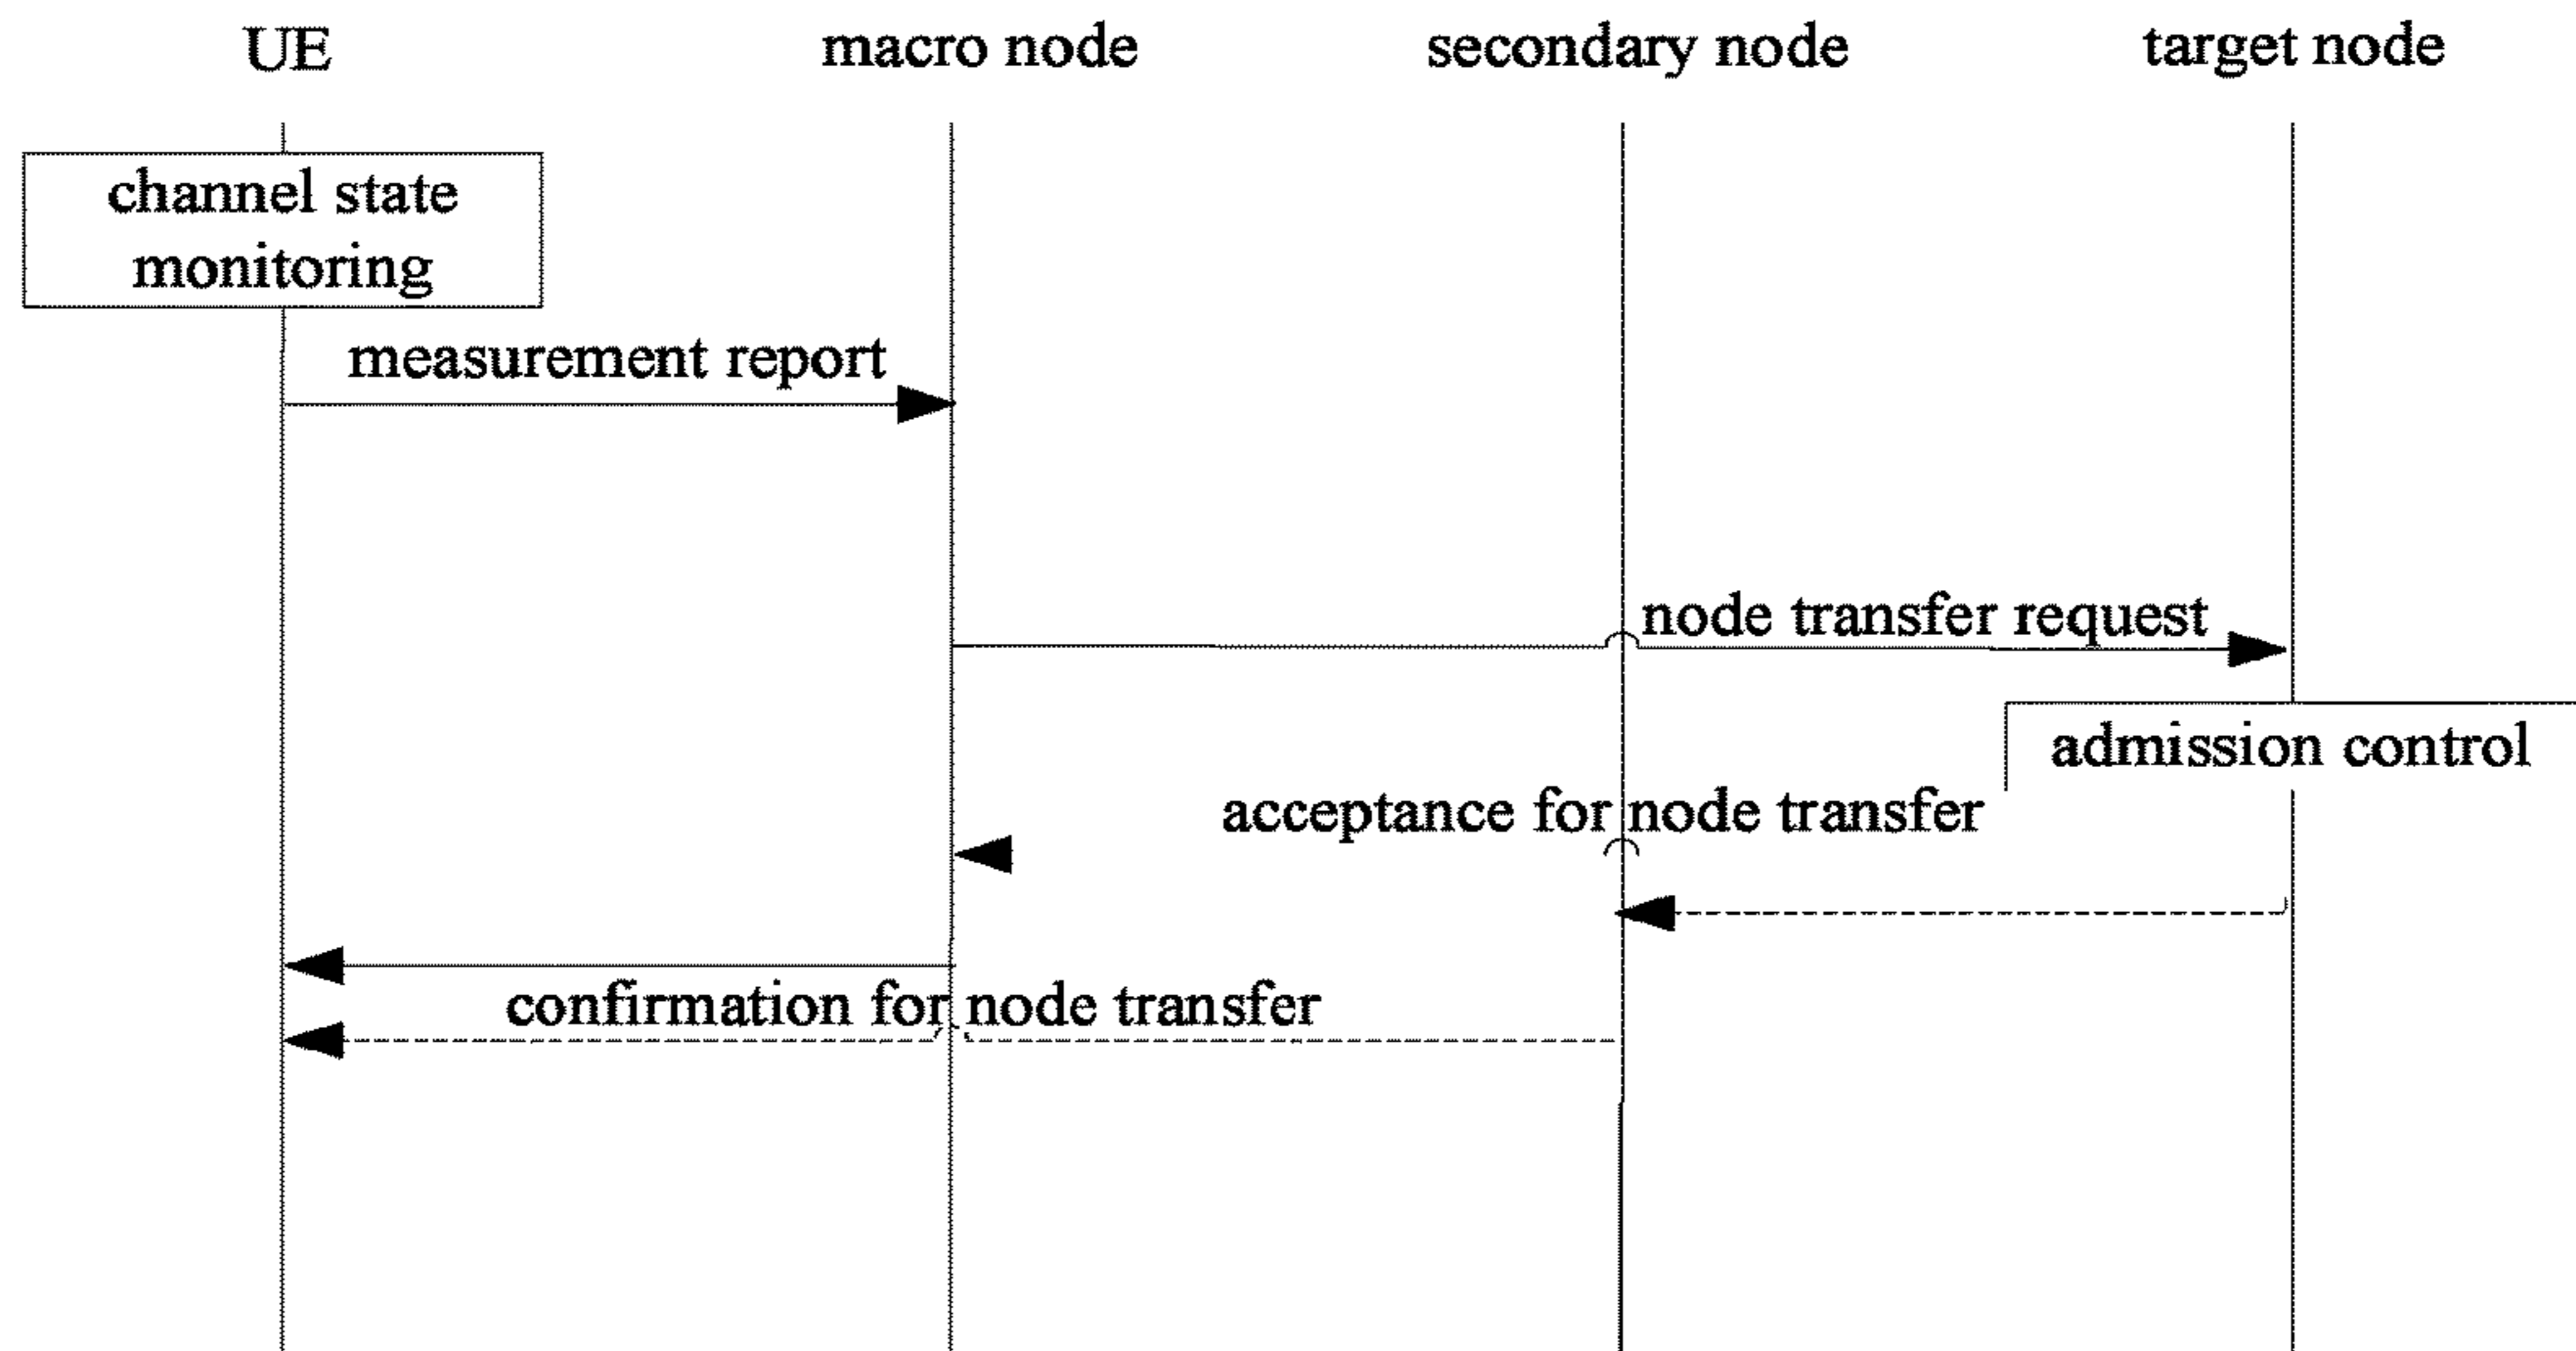 UE
macro node
secondary node
target node
channel state
monitoring
measurement report
node transfer request
admission control
acceptance for node transfer
confirmation for node transfer